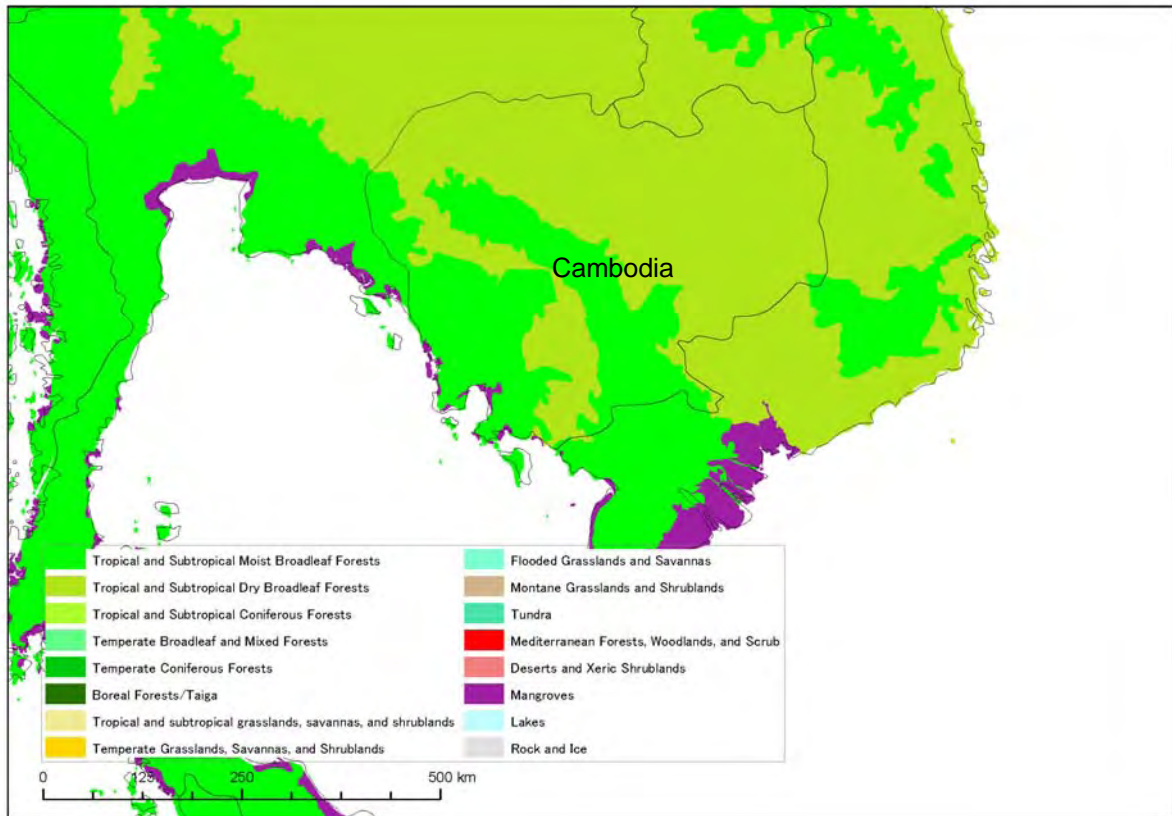 Cambodia
Tropical and Subtropical Moist Broadleaf Forests
Tropical and Subtropical Dry Broadleaf Forests
Tropical and Subtropical Coniferous Forests
Temperate Broadleaf and Mixed Forests
Temperate Coniferous Forests
Boreal Forests/Taiga
Tropical and subtropical grasslands, savannas, and shrublands
Temperate Grasslands, Savannas, and Shrublands
Flooded Grasslands and Savannas
Montane Grasslands and Shrublands
Tundra
Mediterranean Forests, Woodlands, and Scrub
Deserts and Xeric Shrublands
Mangroves
Lakes
Rock and Ice
0 125 250 500 km